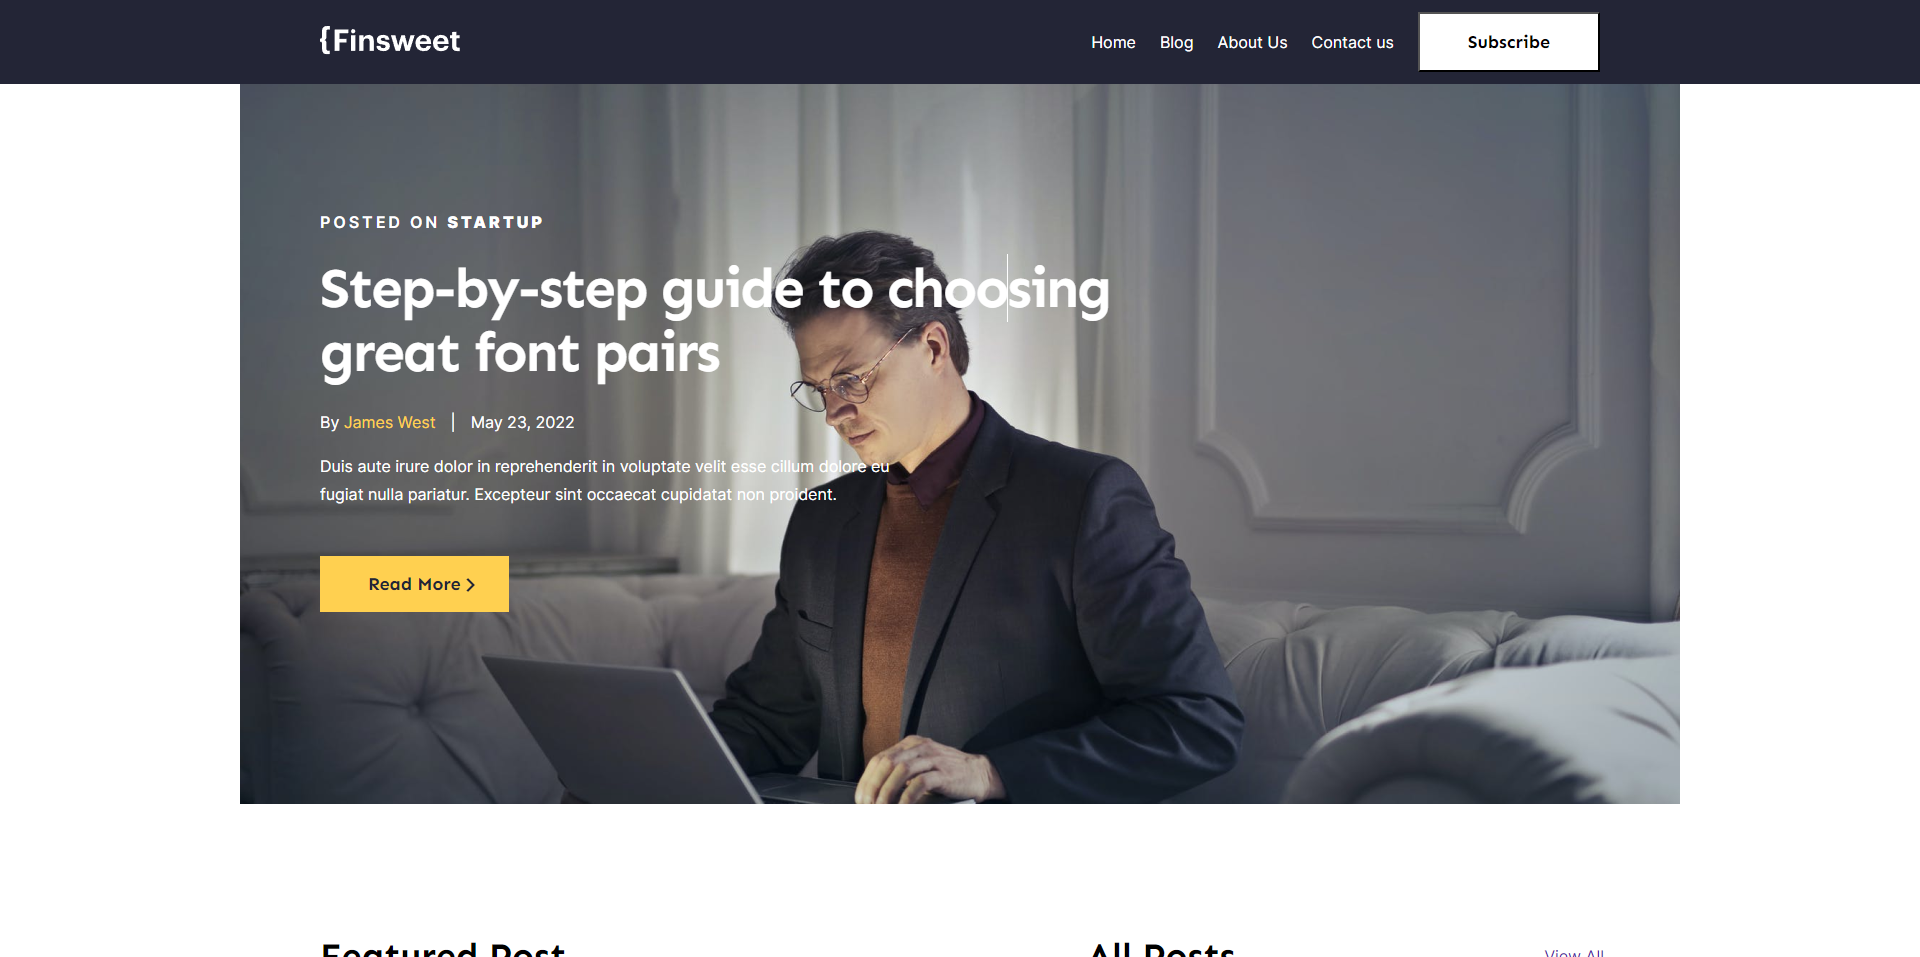 {Finsweet
Home Blog About Us Contact us Subscribe
POSTED ON STARTUP
Step-by-step guide to choosing
great font pairs
By James West | May 23, 2022
Duis aute irure dolor in reprehenderit in voluptate velit esse cillum dolore eu
fugiat nulla pariatur. Excepteur sint occaecat cupidatat non proident.
Read More >
Featured Post
All Posts
View All